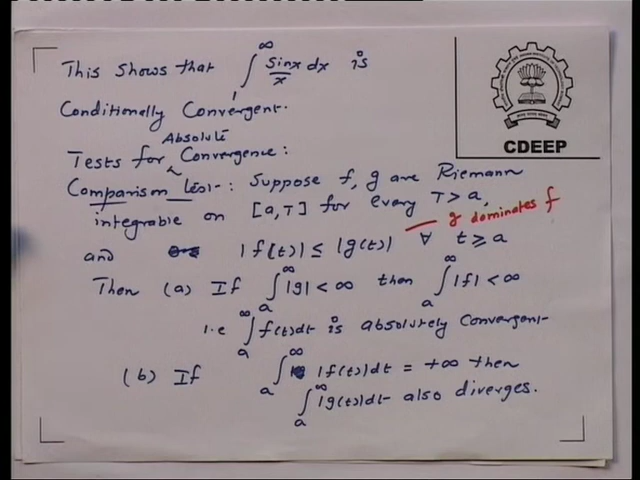 This shows that ∫₁^∞ sinx/x dx is
Conditionally Convergent.
Absolute
Tests for ‸ Convergence:
Comparison test-: Suppose f, g are Riemann
integrable on [a,T] for every T>a,
— g dominates f
and |f(t)| ≤ |g(t)| ∀ t≥a
Then (a) If ∫ₐ^∞ |g| < ∞ then ∫ₐ^∞ |f| < ∞
i.e ∫ₐ^∞ f(t)dt is absolutely convergent
(b) If ∫ₐ^∞ |f(t)|dt = +∞ then
∫ₐ^∞ |g(t)|dt also diverges.
CDEEP